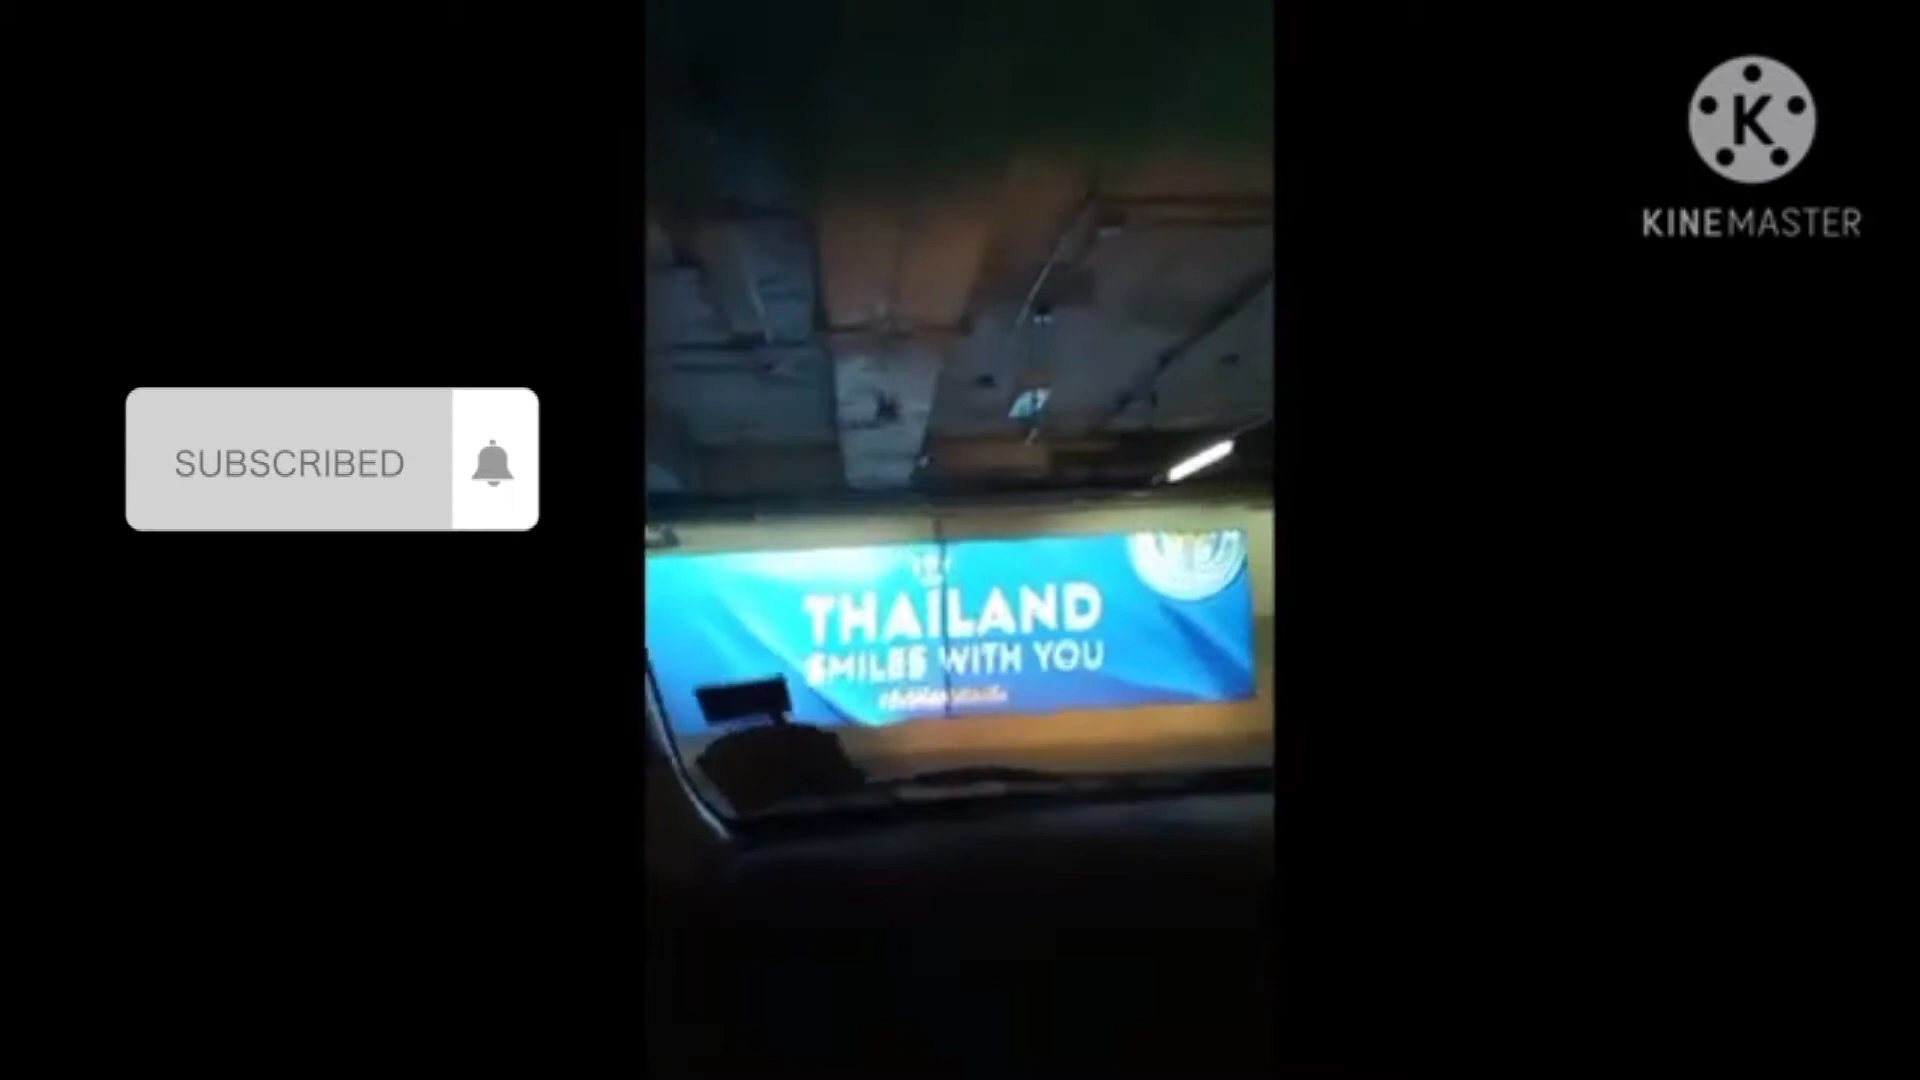 K
KINEMASTER
SUBSCRIBED
THAILAND
SMILES WITH YOU